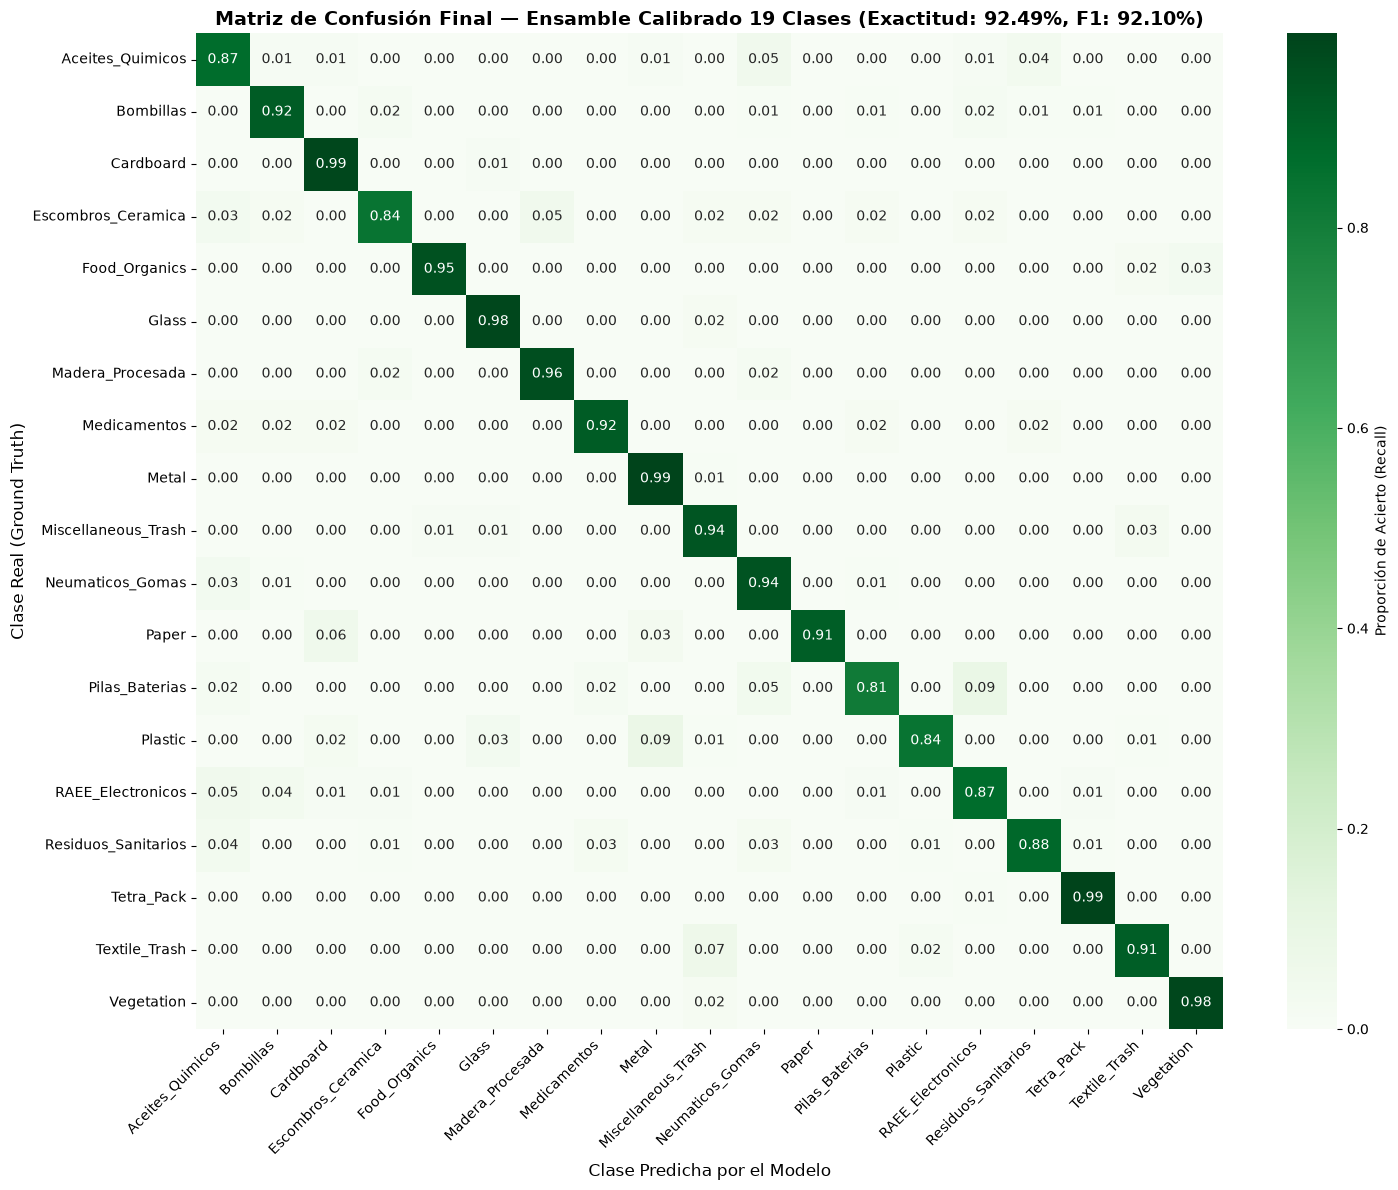 Matriz de Confusión Final — Ensamble Calibrado 19 Clases (Exactitud: 92.49%, F1: 92.10%)
Aceites_Quimicos 0.87 0.01 0.01 0.00 0.00 0.00 0.00 0.00 0.01 0.00 0.05 0.00 0.00 0.00 0.01 0.04 0.00 0.00 0.00
Bombillas 0.00 0.92 0.00 0.02 0.00 0.00 0.00 0.00 0.00 0.00 0.01 0.00 0.01 0.00 0.02 0.01 0.01 0.00 0.00
Cardboard 0.00 0.00 0.99 0.00 0.00 0.01 0.00 0.00 0.00 0.00 0.00 0.00 0.00 0.00 0.00 0.00 0.00 0.00 0.00
Escombros_Ceramica 0.03 0.02 0.00 0.84 0.00 0.00 0.05 0.00 0.00 0.02 0.02 0.00 0.02 0.00 0.02 0.00 0.00 0.00 0.00
Food_Organics 0.00 0.00 0.00 0.00 0.95 0.00 0.00 0.00 0.00 0.00 0.00 0.00 0.00 0.00 0.00 0.00 0.00 0.02 0.03
Glass 0.00 0.00 0.00 0.00 0.00 0.98 0.00 0.00 0.00 0.02 0.00 0.00 0.00 0.00 0.00 0.00 0.00 0.00 0.00
Madera_Procesada 0.00 0.00 0.00 0.02 0.00 0.00 0.96 0.00 0.00 0.00 0.02 0.00 0.00 0.00 0.00 0.00 0.00 0.00 0.00
Medicamentos 0.02 0.02 0.02 0.00 0.00 0.00 0.00 0.92 0.00 0.00 0.00 0.00 0.02 0.00 0.00 0.02 0.00 0.00 0.00
Metal 0.00 0.00 0.00 0.00 0.00 0.00 0.00 0.00 0.99 0.01 0.00 0.00 0.00 0.00 0.00 0.00 0.00 0.00 0.00
Miscellaneous_Trash 0.00 0.00 0.00 0.00 0.01 0.01 0.00 0.00 0.00 0.94 0.00 0.00 0.00 0.00 0.00 0.00 0.00 0.03 0.00
Neumaticos_Gomas 0.03 0.01 0.00 0.00 0.00 0.00 0.00 0.00 0.00 0.00 0.94 0.00 0.01 0.00 0.00 0.00 0.00 0.00 0.00
Paper 0.00 0.00 0.06 0.00 0.00 0.00 0.00 0.00 0.03 0.00 0.00 0.91 0.00 0.00 0.00 0.00 0.00 0.00 0.00
Pilas_Baterias 0.02 0.00 0.00 0.00 0.00 0.00 0.00 0.02 0.00 0.00 0.05 0.00 0.81 0.00 0.09 0.00 0.00 0.00 0.00
Plastic 0.00 0.00 0.02 0.00 0.00 0.03 0.00 0.00 0.09 0.01 0.00 0.00 0.00 0.84 0.00 0.00 0.00 0.01 0.00
RAEE_Electronicos 0.05 0.04 0.01 0.01 0.00 0.00 0.00 0.00 0.00 0.00 0.00 0.00 0.01 0.00 0.87 0.00 0.01 0.00 0.00
Residuos_Sanitarios 0.04 0.00 0.00 0.01 0.00 0.00 0.00 0.03 0.00 0.00 0.03 0.00 0.00 0.01 0.00 0.88 0.01 0.00 0.00
Tetra_Pack 0.00 0.00 0.00 0.00 0.00 0.00 0.00 0.00 0.00 0.00 0.00 0.00 0.00 0.00 0.01 0.00 0.99 0.00 0.00
Textile_Trash 0.00 0.00 0.00 0.00 0.00 0.00 0.00 0.00 0.00 0.07 0.00 0.00 0.00 0.02 0.00 0.00 0.00 0.91 0.00
Vegetation 0.00 0.00 0.00 0.00 0.00 0.00 0.00 0.00 0.00 0.02 0.00 0.00 0.00 0.00 0.00 0.00 0.00 0.00 0.98
Clase Real (Ground Truth)
Aceites_Quimicos
Bombillas
Cardboard
Escombros_Ceramica
Food_Organics
Glass
Madera_Procesada
Medicamentos
Metal
Miscellaneous_Trash
Neumaticos_Gomas
Paper
Pilas_Baterias
Plastic
RAEE_Electronicos
Residuos_Sanitarios
Tetra_Pack
Textile_Trash
Vegetation
Clase Predicha por el Modelo
0.8
0.6
0.4
0.2
0.0
Proporción de Acierto (Recall)